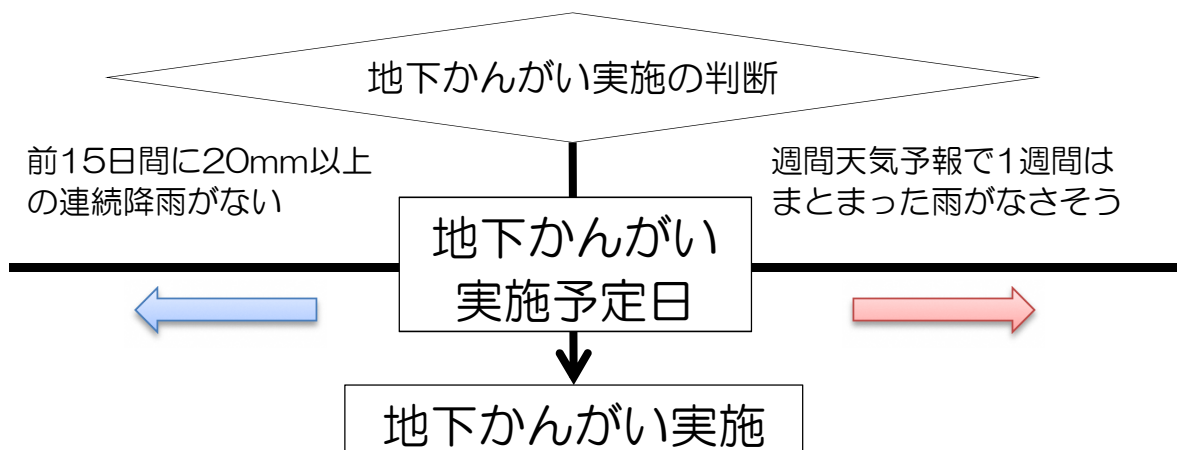 地下かんがい実施の判断
前15日間に20mm以上
の連続降雨がない
週間天気予報で1週間は
まとまった雨がなさそう
地下かんがい
実施予定日
地下かんがい実施